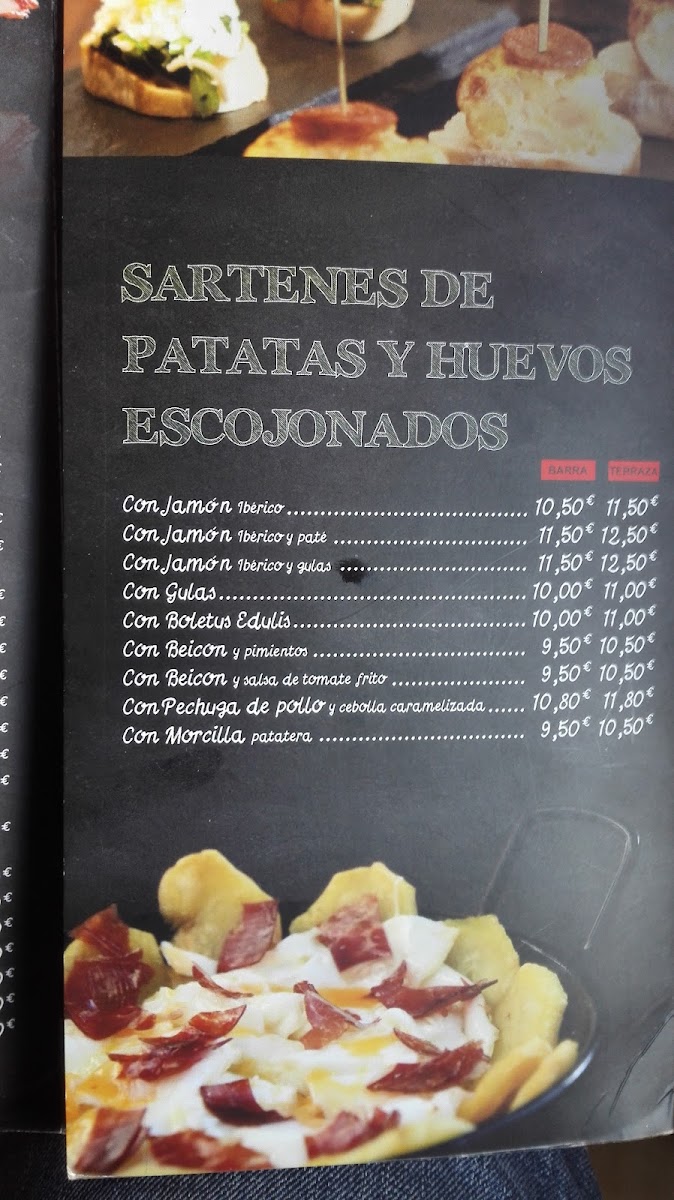 SARTENES DE
PATATAS Y HUEVOS
ESCOJONADOS
BARRA TERRAZA
Con Jamón Ibérico 10,50€ 11,50€
Con Jamón Ibérico y paté 11,50€ 12,50€
Con Jamón Ibérico y gulas 11,50€ 12,50€
Con Gulas 10,00€ 11,00€
Con Boletus Edulis 10,00€ 11,00€
Con Beicon y pimientos 9,50€ 10,50€
Con Beicon y salsa de tomate frito 9,50€ 10,50€
Con Pechuga de pollo y cebolla caramelizada 10,80€ 11,80€
Con Morcilla patatera 9,50€ 10,50€